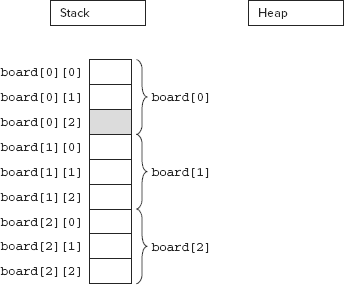 Stack Heap
board[0][0]
board[0][1] board[0]
board[0][2]
board[1][0]
board[1][1] board[1]
board[1][2]
board[2][0]
board[2][1] board[2]
board[2][2]